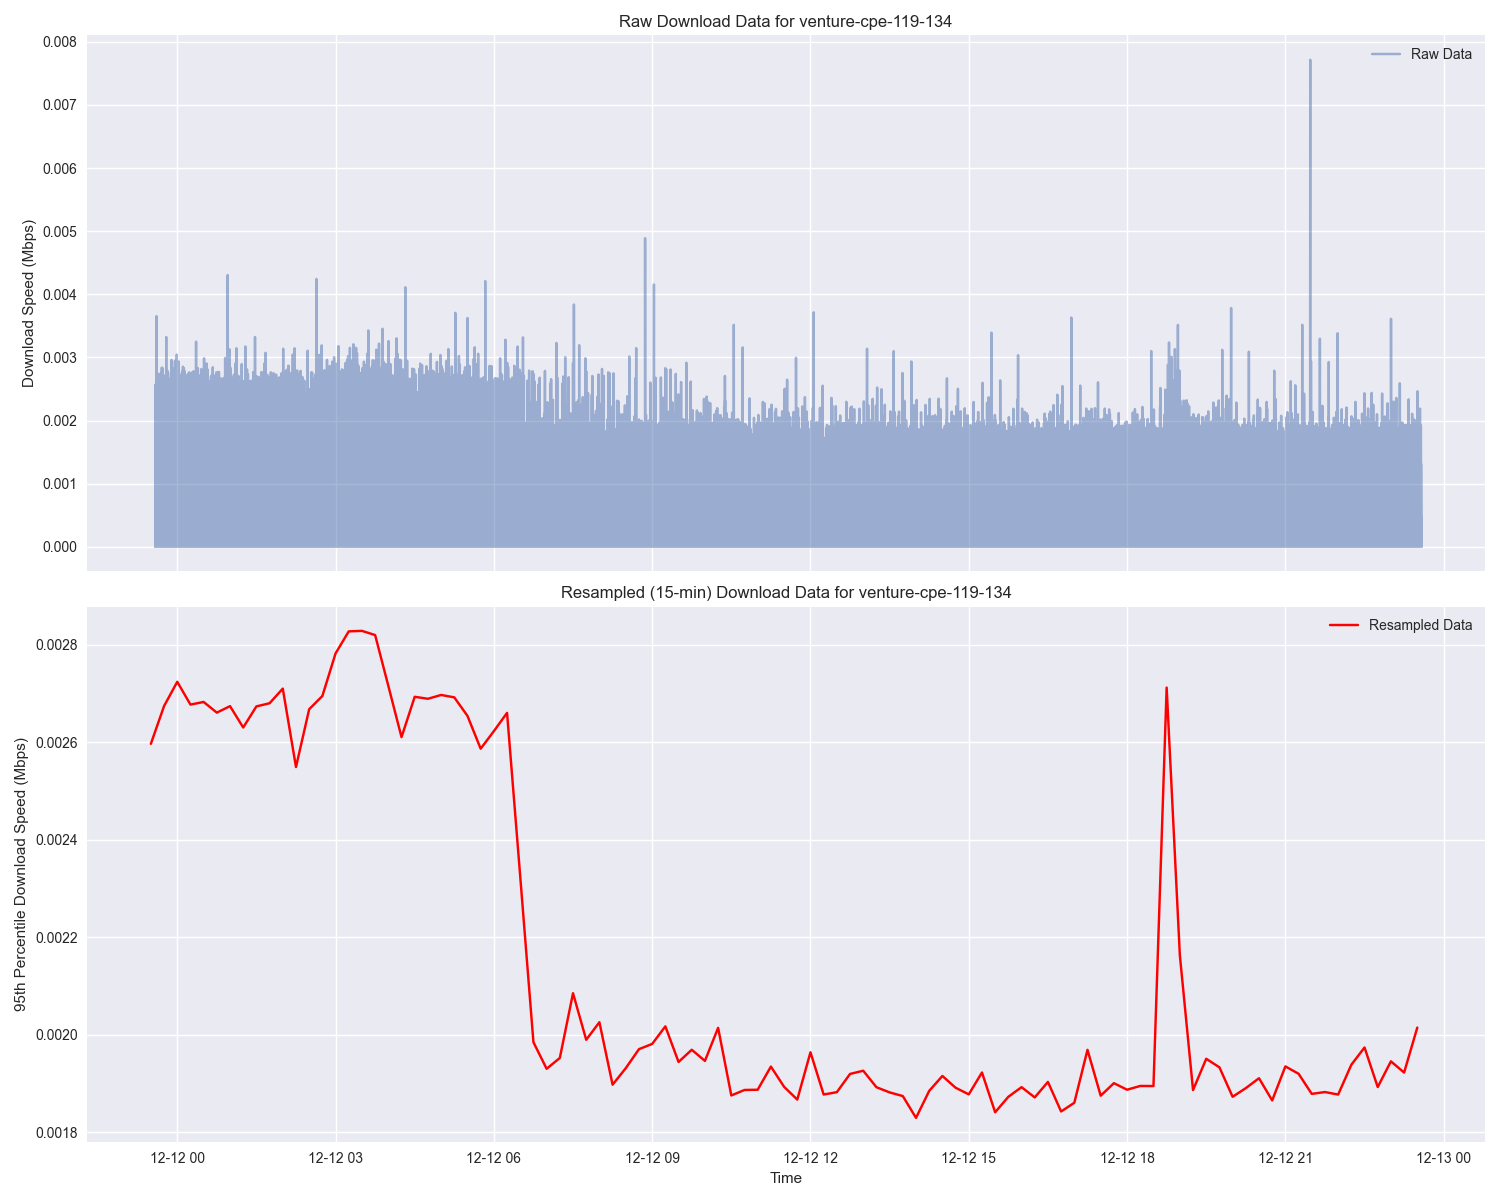 Raw Download Data for venture-cpe-119-134
Raw Data
Download Speed (Mbps)
0.008
0.007
0.006
0.005
0.004
0.003
0.002
0.001
0.000
Resampled (15-min) Download Data for venture-cpe-119-134
Resampled Data
95th Percentile Download Speed (Mbps)
0.0028
0.0026
0.0024
0.0022
0.0020
0.0018
12-12 00 12-12 03 12-12 06 12-12 09 12-12 12 12-12 15 12-12 18 12-12 21 12-13 00
Time